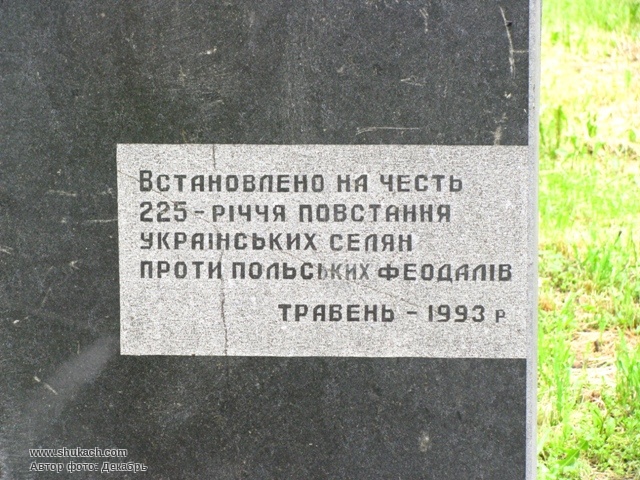 Встановлено на честь
225 - річчя повстання
українських селян
проти польських феодалів
травень - 1993 р
www.shukach.com
Автор фото: Декабрь